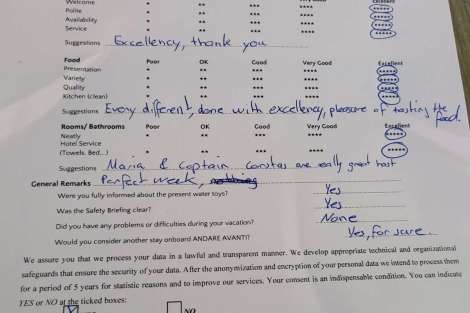 Welcome * ** *** **** Excellent
Polite * ** *** **** *****
Availability * ** *** **** *****
Service * ** *** **** *****
Suggestions Excellency, thank you
Food Poor OK Good Very Good Excellent
Presentation * ** *** **** *****
Variety * ** *** **** *****
Quality * ** *** **** *****
Kitchen (clean) * ** *** **** *****
Suggestions Every different, done with excellency, pleasure of tasting the food.
Rooms/ Bathrooms Poor OK Good Very Good Excellent
Neatly * ** *** **** *****
Hotel Service
(Towels, Bed...) * ** *** **** *****
Suggestions Maria & Captain are really great host
General Remarks Perfect week,
Were you fully informed about the present water toys? Yes
Was the Safety Briefing clear? Yes
Did you have any problems or difficulties during your vacation? None
Would you consider another stay onboard ANDARE AVANTI? Yes, for sure.
We assure you that we process your data in a lawful and transparent manner. We develop appropriate technical and organizational
safeguards that ensure the security of your data. After the anonymization and encryption of your personal data we intend to process them
for a period of 5 years for statistic reasons and to improve our services. Your consent is an indispensable condition. You can indicate
YES or NO at the ticked boxes:
NO